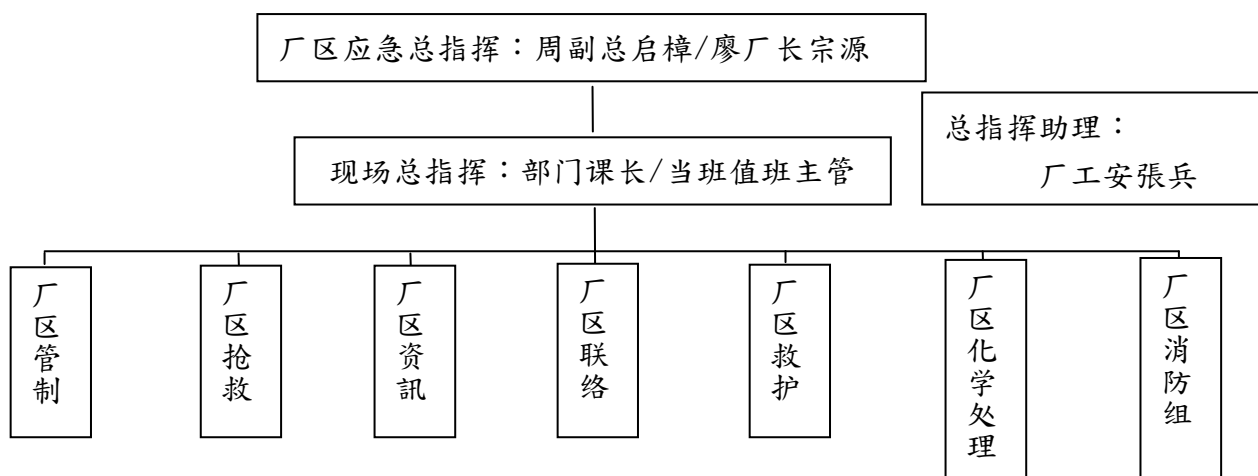 厂区应急总指挥：周副总启樟/廖厂长宗源
总指挥助理：
现场总指挥：部门课长/当班值班主管
厂工安張兵
厂区管制
厂区抢救
厂区资訊
厂区联络
厂区救护
厂区化学处理
厂区消防组